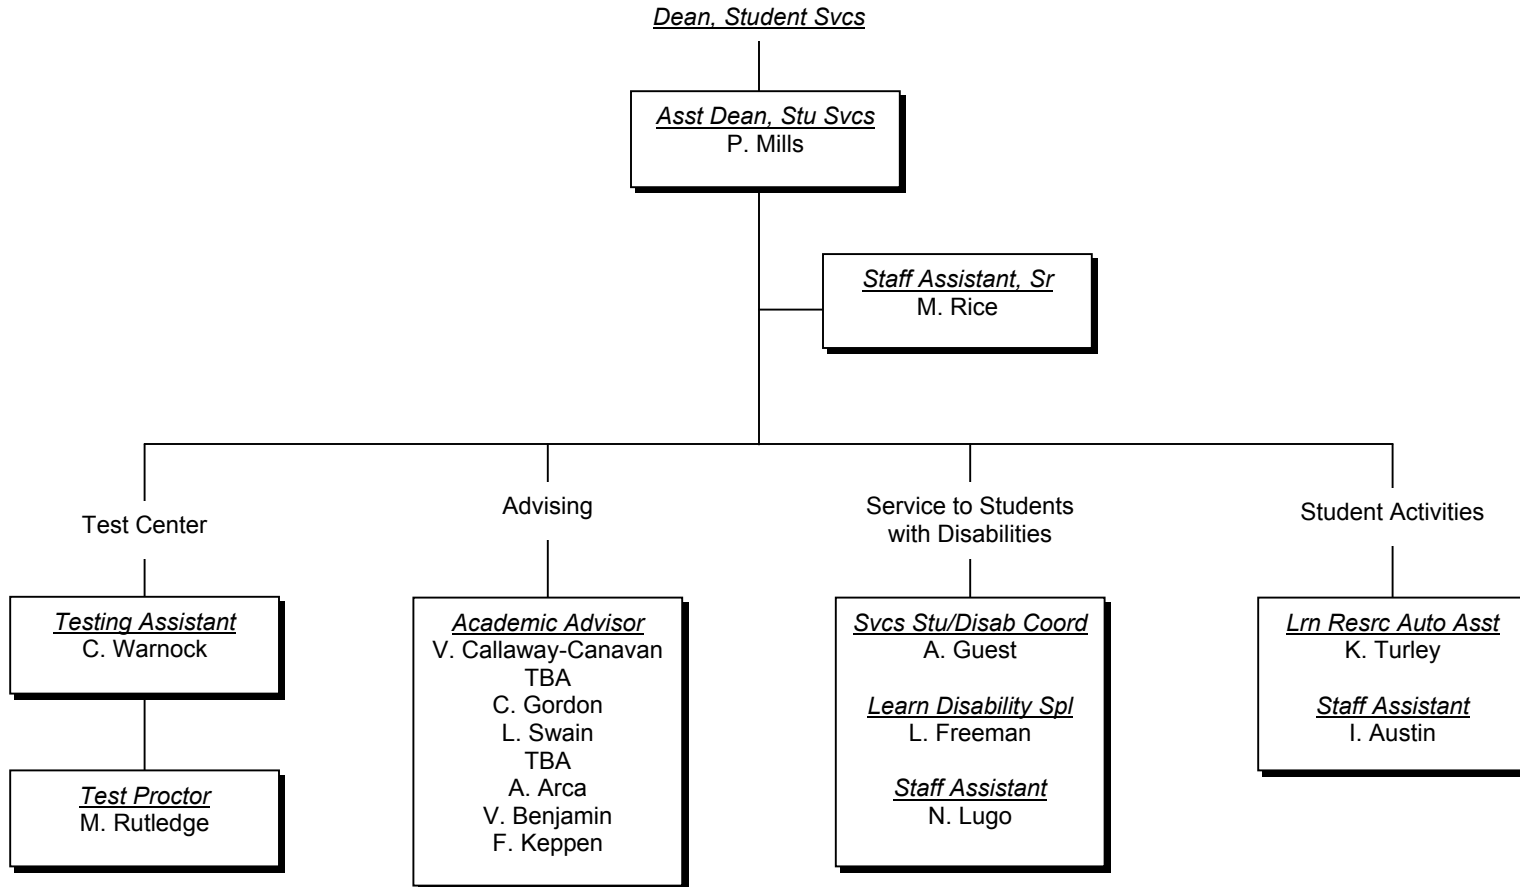 Dean, Student Svcs
Asst Dean, Stu Svcs
P. Mills
Staff Assistant, Sr
M. Rice
Test Center
Advising
Service to Students
with Disabilities
Student Activities
Testing Assistant
C. Warnock
Test Proctor
M. Rutledge
Academic Advisor
V. Callaway-Canavan
TBA
C. Gordon
L. Swain
TBA
A. Arca
V. Benjamin
F. Keppen
Svcs Stu/Disab Coord
A. Guest
Learn Disability Spl
L. Freeman
Staff Assistant
N. Lugo
Lrn Resrc Auto Asst
K. Turley
Staff Assistant
I. Austin